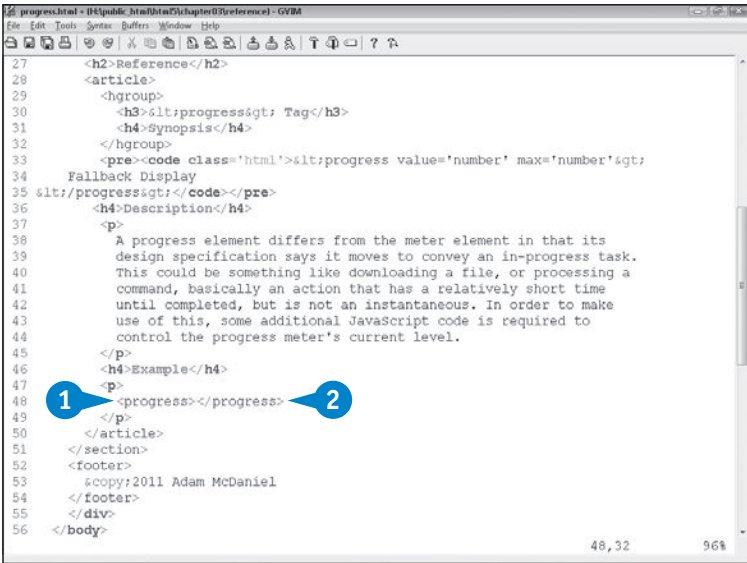 progress.html + (H:\public_html\html5\chapter03\reference) - GVIM
File Edit Tools Syntax Buffers Window Help
27 <h2>Reference</h2>
28 <article>
29 <hgroup>
30 <h3>&lt;progress&gt; Tag</h3>
31 <h4>Synopsis</h4>
32 </hgroup>
33 <pre><code class='html'>&lt;progress value='number' max='number'&gt;
34 Fallback Display
35 &lt;/progress&gt;</code></pre>
36 <h4>Description</h4>
37 <p>
38 A progress element differs from the meter element in that its
39 design specification says it moves to convey an in-progress task.
40 This could be something like downloading a file, or processing a
41 command, basically an action that has a relatively short time
42 until completed, but is not an instantaneous. In order to make
43 use of this, some additional JavaScript code is required to
44 control the progress meter's current level.
45 </p>
46 <h4>Example</h4>
47 <p>
48 1 <progress></progress> 2
49 </p>
50 </article>
51 </section>
52 <footer>
53 &copy;2011 Adam McDaniel
54 </footer>
55 </div>
56 </body>
48,32 96%